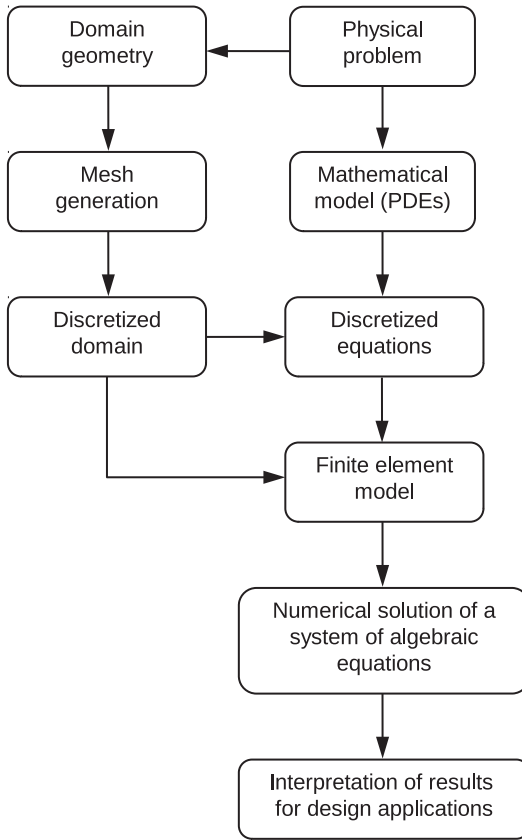 Domain
geometry
Physical
problem
Mesh
generation
Mathematical
model (PDEs)
Discretized
domain
Discretized
equations
Finite element
model
Numerical solution of a
system of algebraic
equations
Interpretation of results
for design applications